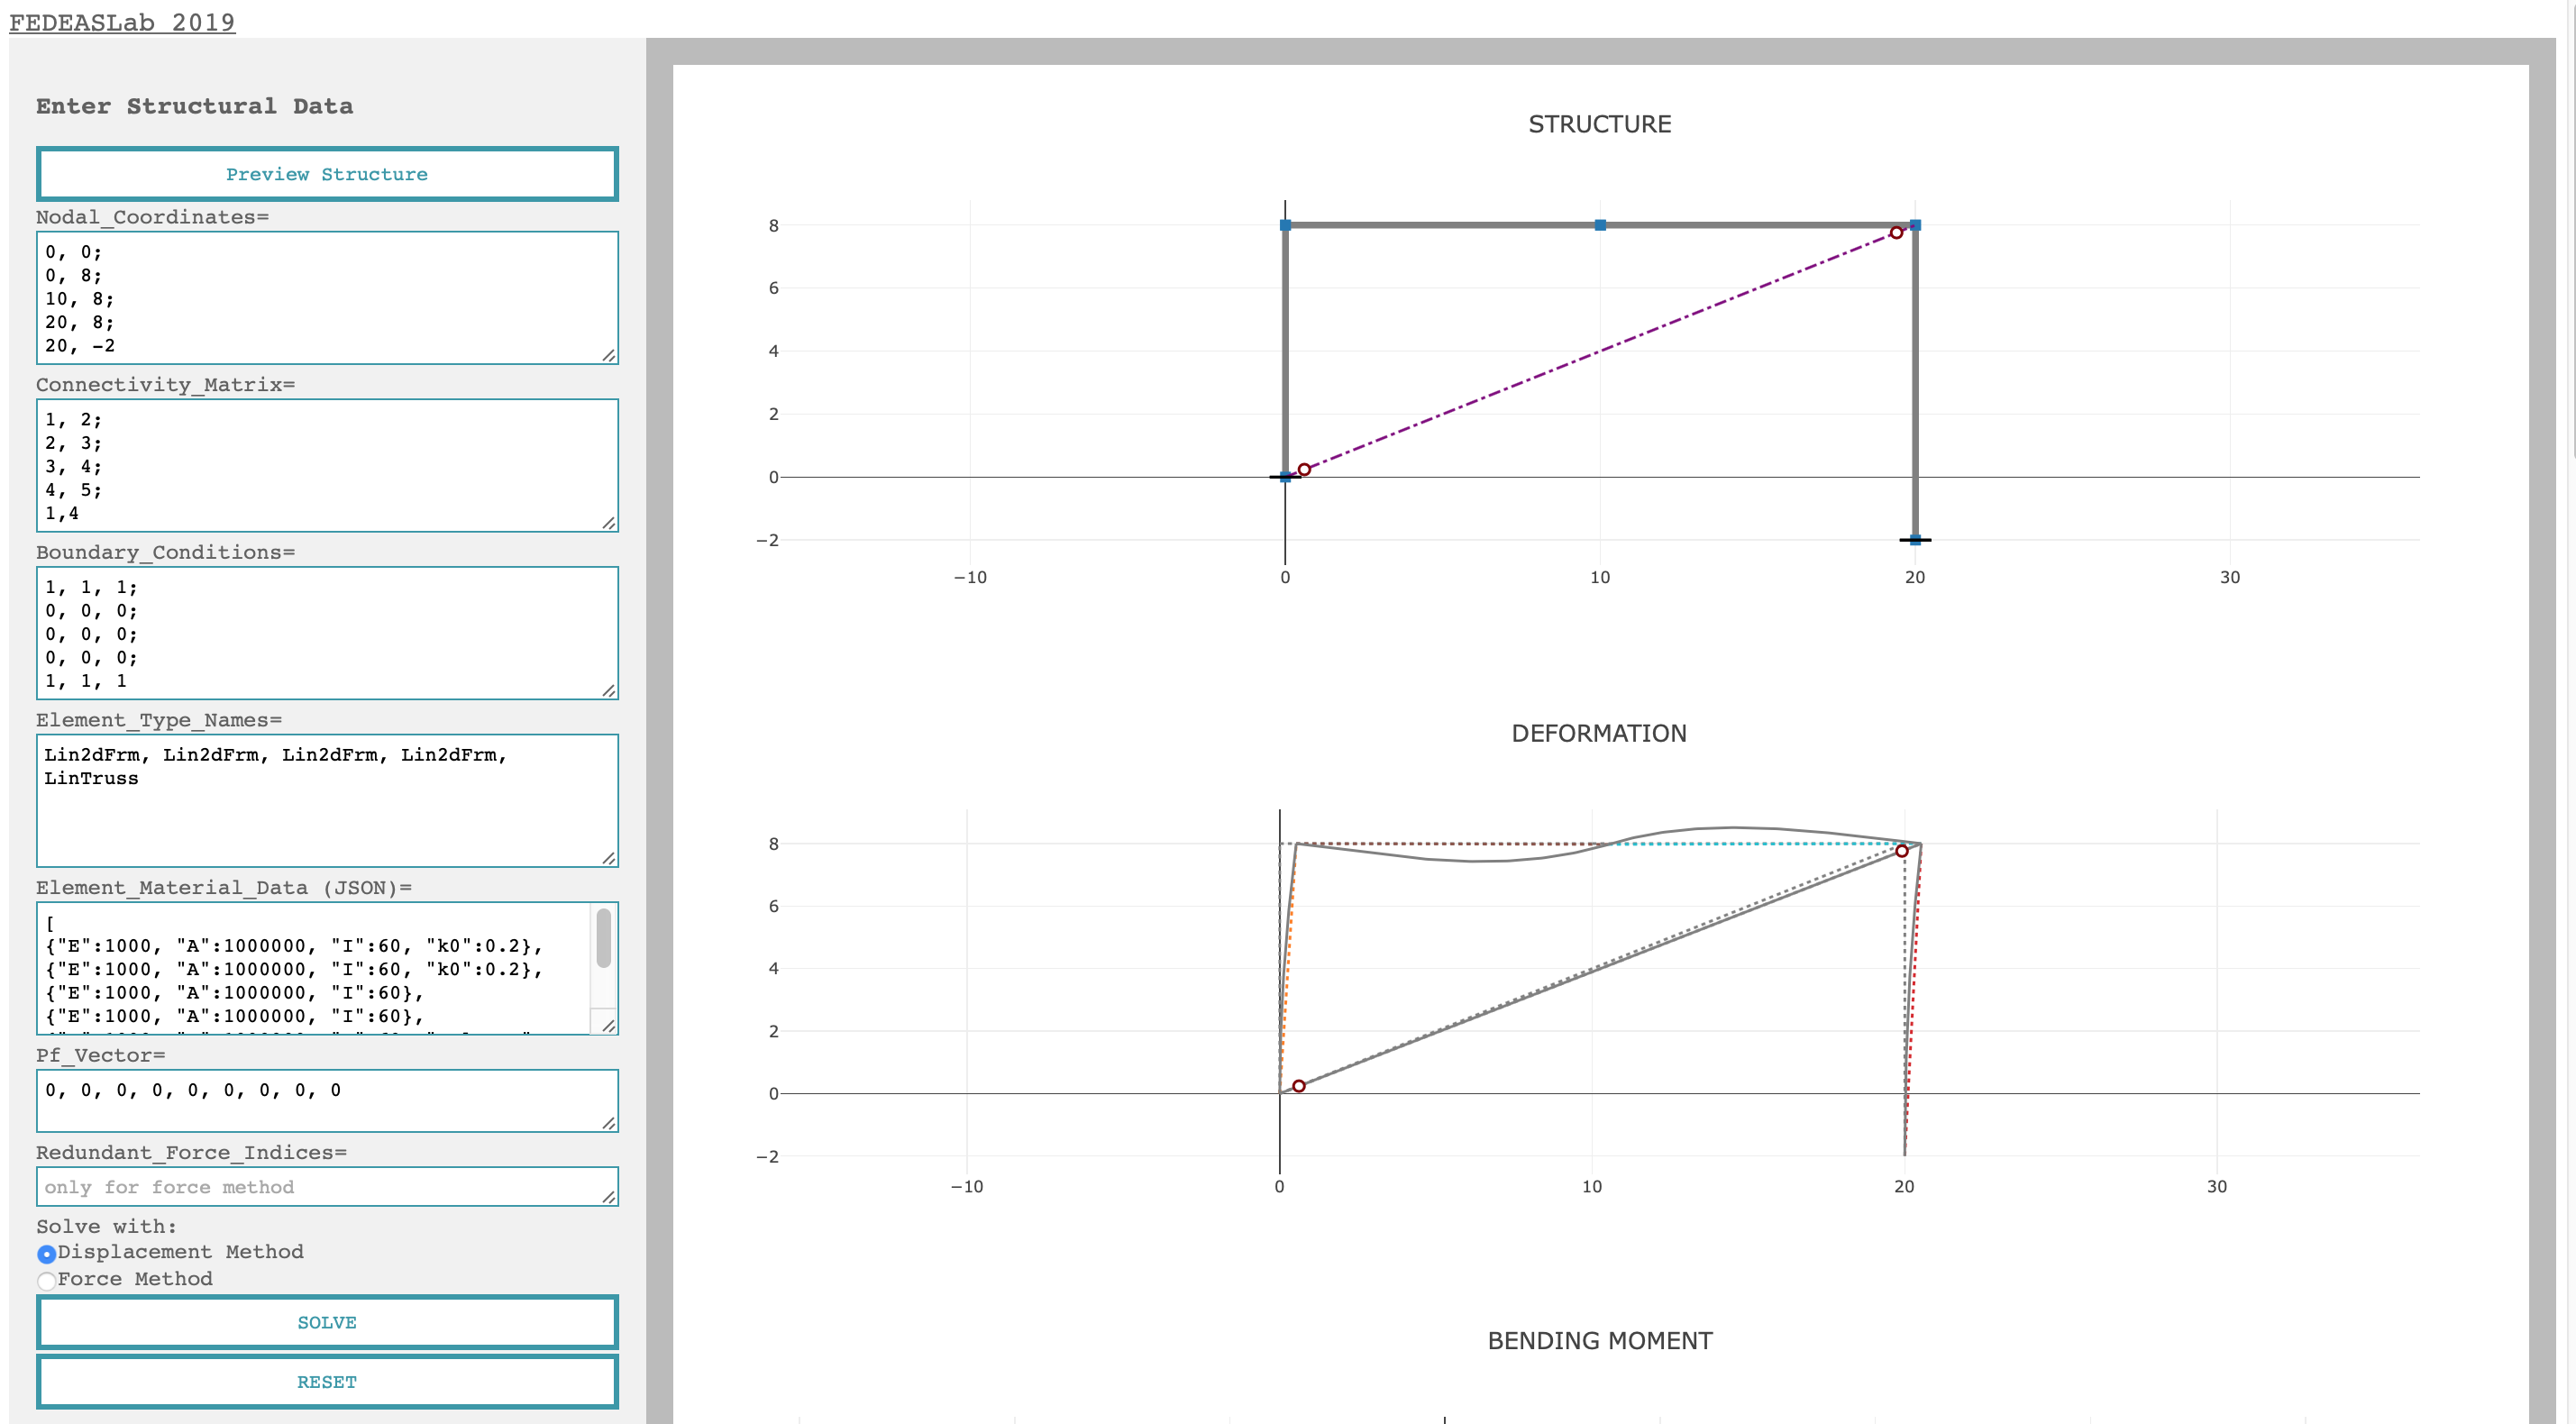 FEDEASLab 2019
Enter Structural Data
Preview Structure
Nodal_Coordinates=
0, 0;
0, 8;
10, 8;
20, 8;
20, -2
Connectivity_Matrix=
1, 2;
2, 3;
3, 4;
4, 5;
1,4
Boundary_Conditions=
1, 1, 1;
0, 0, 0;
0, 0, 0;
0, 0, 0;
1, 1, 1
Element_Type_Names=
Lin2dFrm, Lin2dFrm, Lin2dFrm, Lin2dFrm,
LinTruss
Element_Material_Data (JSON)=
[
{"E":1000, "A":1000000, "I":60, "k0":0.2},
{"E":1000, "A":1000000, "I":60, "k0":0.2},
{"E":1000, "A":1000000, "I":60},
{"E":1000, "A":1000000, "I":60},
Pf_Vector=
0, 0, 0, 0, 0, 0, 0, 0, 0
Redundant_Force_Indices=
only for force method
Solve with:
Displacement Method
Force Method
SOLVE
RESET
STRUCTURE
8
6
4
2
0
−2
−10 0 10 20 30
DEFORMATION
8
6
4
2
0
−2
−10 0 10 20 30
BENDING MOMENT